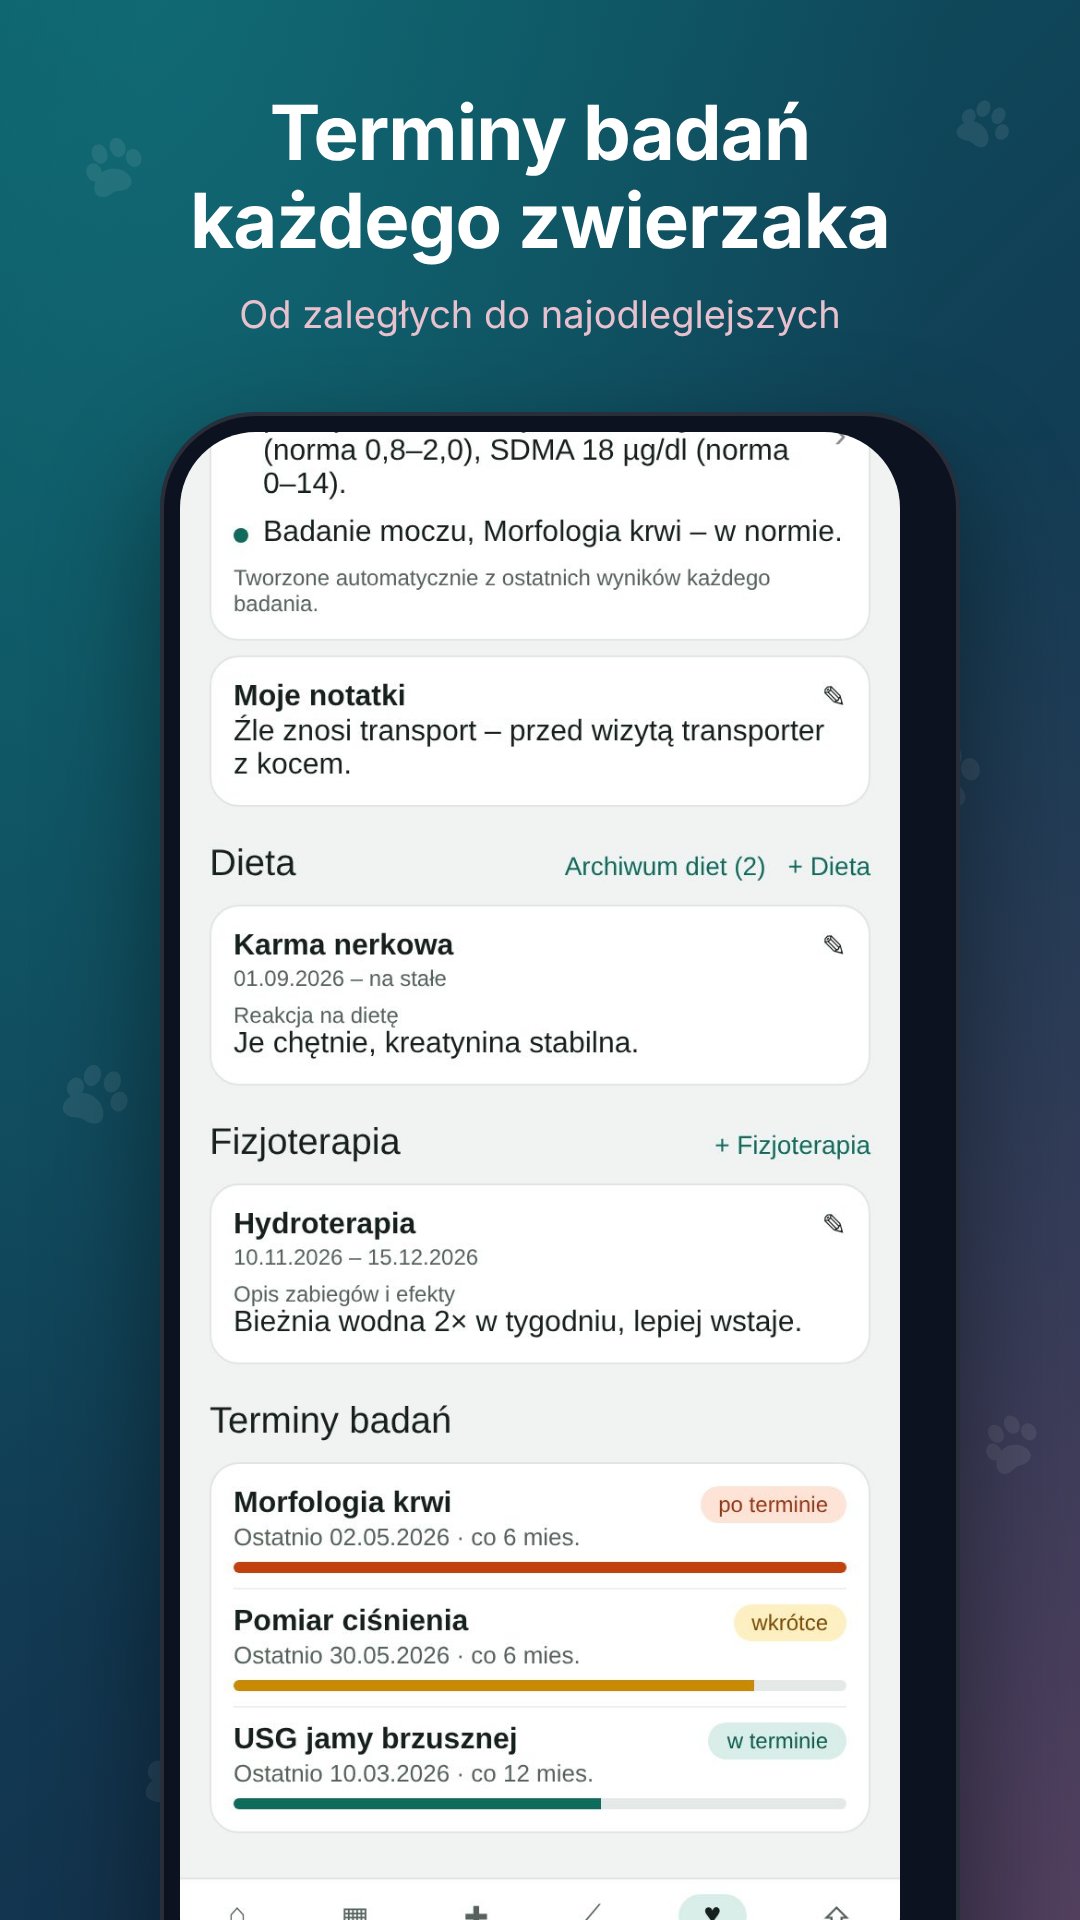 Terminy badań
każdego zwierzaka
Od zaległych do najodleglejszych
(norma 0,8–2,0), SDMA 18 µg/dl (norma
0–14).
Badanie moczu, Morfologia krwi – w normie.
Tworzone automatycznie z ostatnich wyników każdego
badania.
Moje notatki
Źle znosi transport – przed wizytą transporter
z kocem.
Dieta
Archiwum diet (2) + Dieta
Karma nerkowa
01.09.2026 – na stałe
Reakcja na dietę
Je chętnie, kreatynina stabilna.
Fizjoterapia
+ Fizjoterapia
Hydroterapia
10.11.2026 – 15.12.2026
Opis zabiegów i efekty
Bieżnia wodna 2× w tygodniu, lepiej wstaje.
Terminy badań
Morfologia krwi
po terminie
Ostatnio 02.05.2026 · co 6 mies.
Pomiar ciśnienia
wkrótce
Ostatnio 30.05.2026 · co 6 mies.
USG jamy brzusznej
w terminie
Ostatnio 10.03.2026 · co 12 mies.